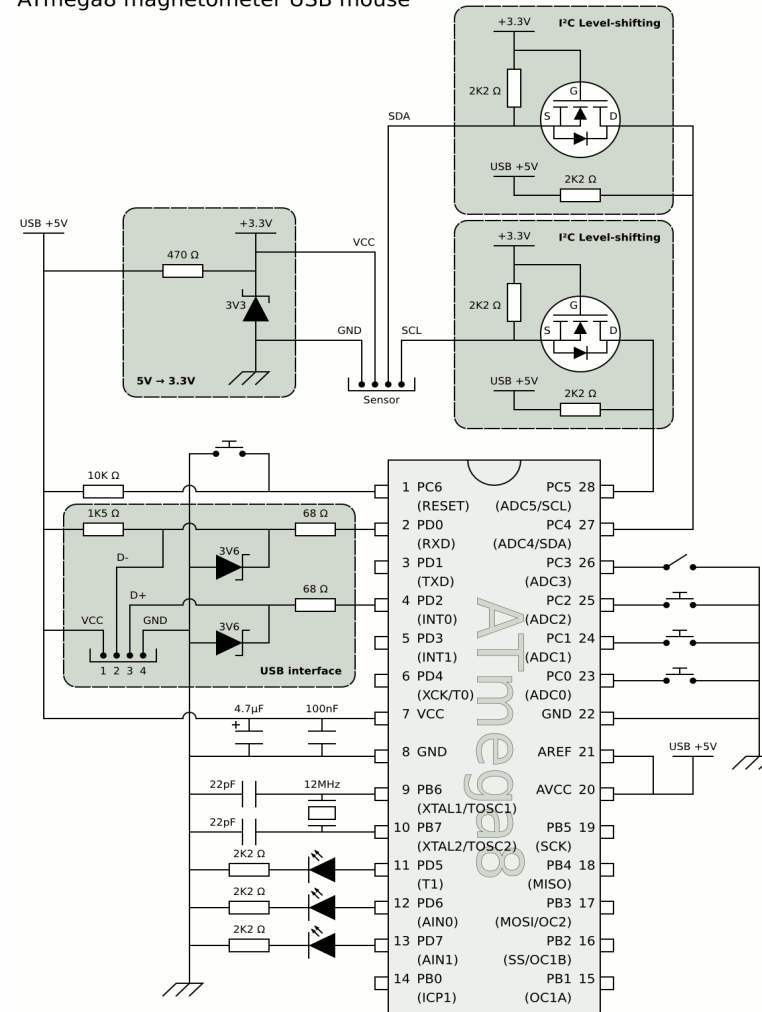 ATmega8 magnetometer USB mouse
+3.3V
I²C Level-shifting
2K2 Ω
G
S
D
USB +5V
2K2 Ω
SDA
+3.3V
I²C Level-shifting
2K2 Ω
G
S
D
USB +5V
2K2 Ω
SCL
USB +5V
+3.3V
470 Ω
3V3
5V → 3.3V
VCC
GND
Sensor
10K Ω
1K5 Ω
68 Ω
D-
3V6
D+
68 Ω
VCC
GND
3V6
1 2 3 4
USB interface
4.7µF
+
100nF
22pF
12MHz
22pF
2K2 Ω
2K2 Ω
2K2 Ω
ATmega8
1 PC6
(RESET)
2 PD0
(RXD)
3 PD1
(TXD)
4 PD2
(INT0)
5 PD3
(INT1)
6 PD4
(XCK/T0)
7 VCC
8 GND
9 PB6
(XTAL1/TOSC1)
10 PB7
(XTAL2/TOSC2)
11 PD5
(T1)
12 PD6
(AIN0)
13 PD7
(AIN1)
14 PB0
(ICP1)
PC5 28
(ADC5/SCL)
PC4 27
(ADC4/SDA)
PC3 26
(ADC3)
PC2 25
(ADC2)
PC1 24
(ADC1)
PC0 23
(ADC0)
GND 22
AREF 21
AVCC 20
PB5 19
(SCK)
PB4 18
(MISO)
PB3 17
(MOSI/OC2)
PB2 16
(SS/OC1B)
PB1 15
(OC1A)
USB +5V